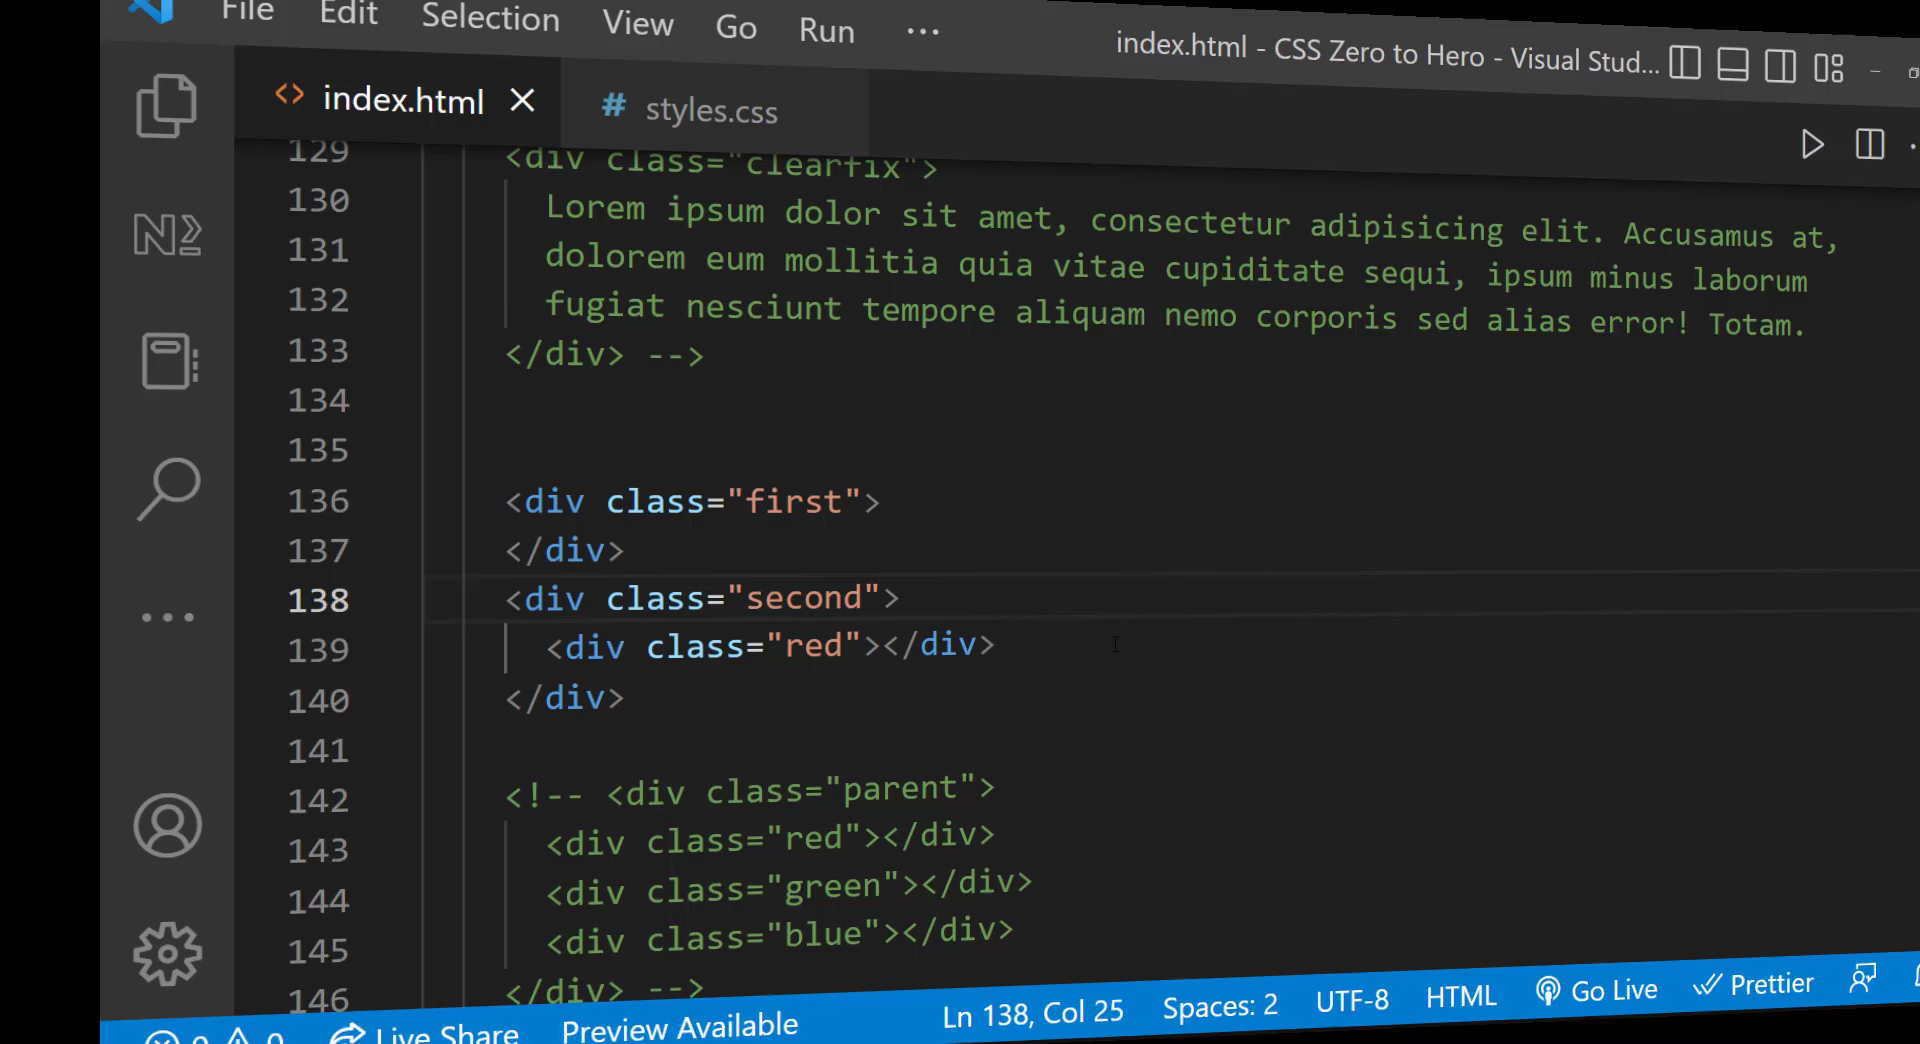 File Edit Selection View Go Run ...
index.html - CSS Zero to Hero - Visual Stud...
index.html
# styles.css
129 <div class="clearfix">
130 Lorem ipsum dolor sit amet, consectetur adipisicing elit. Accusamus at,
131 dolorem eum mollitia quia vitae cupiditate sequi, ipsum minus laborum
132 fugiat nesciunt tempore aliquam nemo corporis sed alias error! Totam.
133 </div> -->
134
135
136 <div class="first">
137 </div>
138 <div class="second">
139 <div class="red"></div>
140 </div>
141
142 <!-- <div class="parent">
143 <div class="red"></div>
144 <div class="green"></div>
145 <div class="blue"></div>
146 </div> -->
0 0 Live Share Preview Available Ln 138, Col 25 Spaces: 2 UTF-8 HTML Go Live Prettier